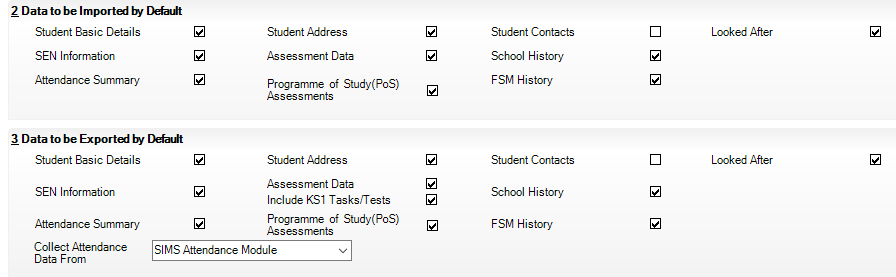 2 Data to be Imported by Default
Student Basic Details Student Address Student Contacts Looked After
SEN Information Assessment Data School History
Attendance Summary Programme of Study(PoS) FSM History
Assessments
3 Data to be Exported by Default
Student Basic Details Student Address Student Contacts Looked After
Assessment Data
SEN Information School History
Include KS1 Tasks/Tests
Attendance Summary Programme of Study(PoS) FSM History
Assessments
Collect Attendance SIMS Attendance Module
Data From